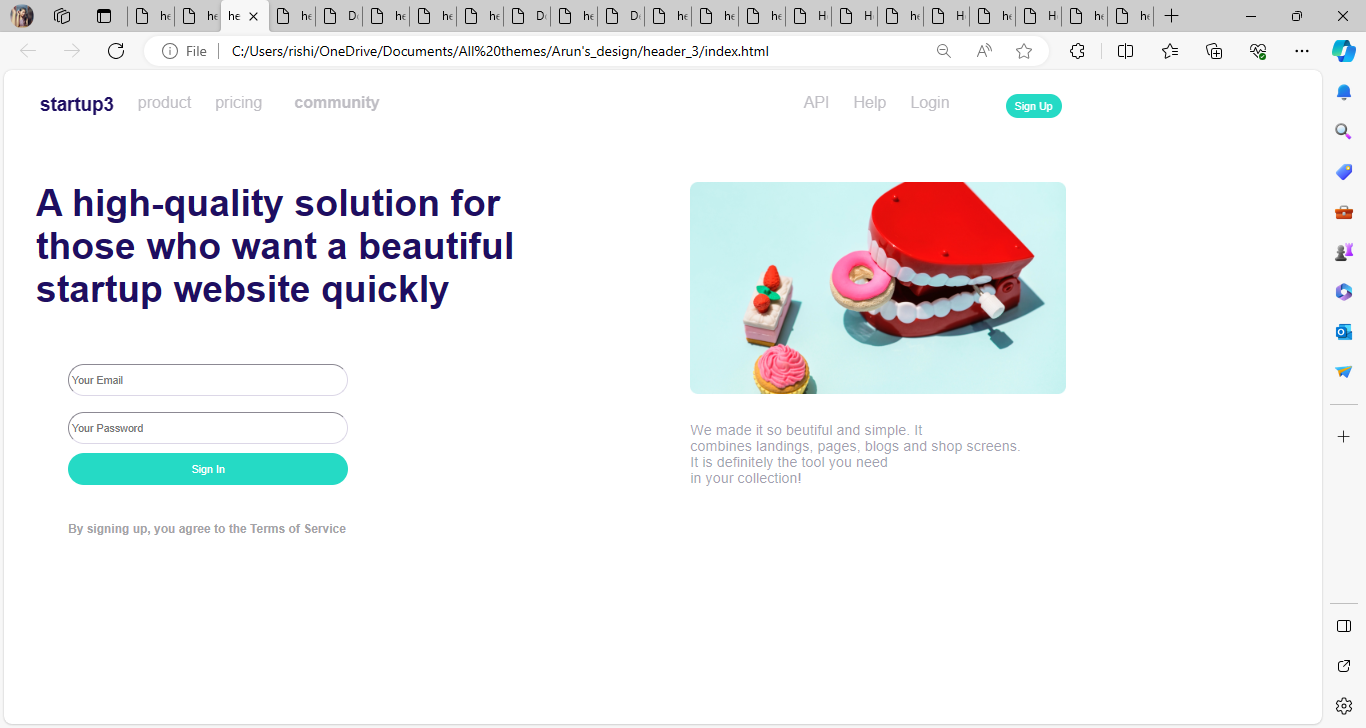 he he he he De he he he De he De he he he H H he H he H he he
File C:/Users/rishi/OneDrive/Documents/All%20themes/Arun's_design/header_3/index.html
startup3 product pricing community API Help Login Sign Up
A high-quality solution for
those who want a beautiful
startup website quickly
Your Email
Your Password
Sign In
By signing up, you agree to the Terms of Service
We made it so beutiful and simple. It
combines landings, pages, blogs and shop screens.
It is definitely the tool you need
in your collection!